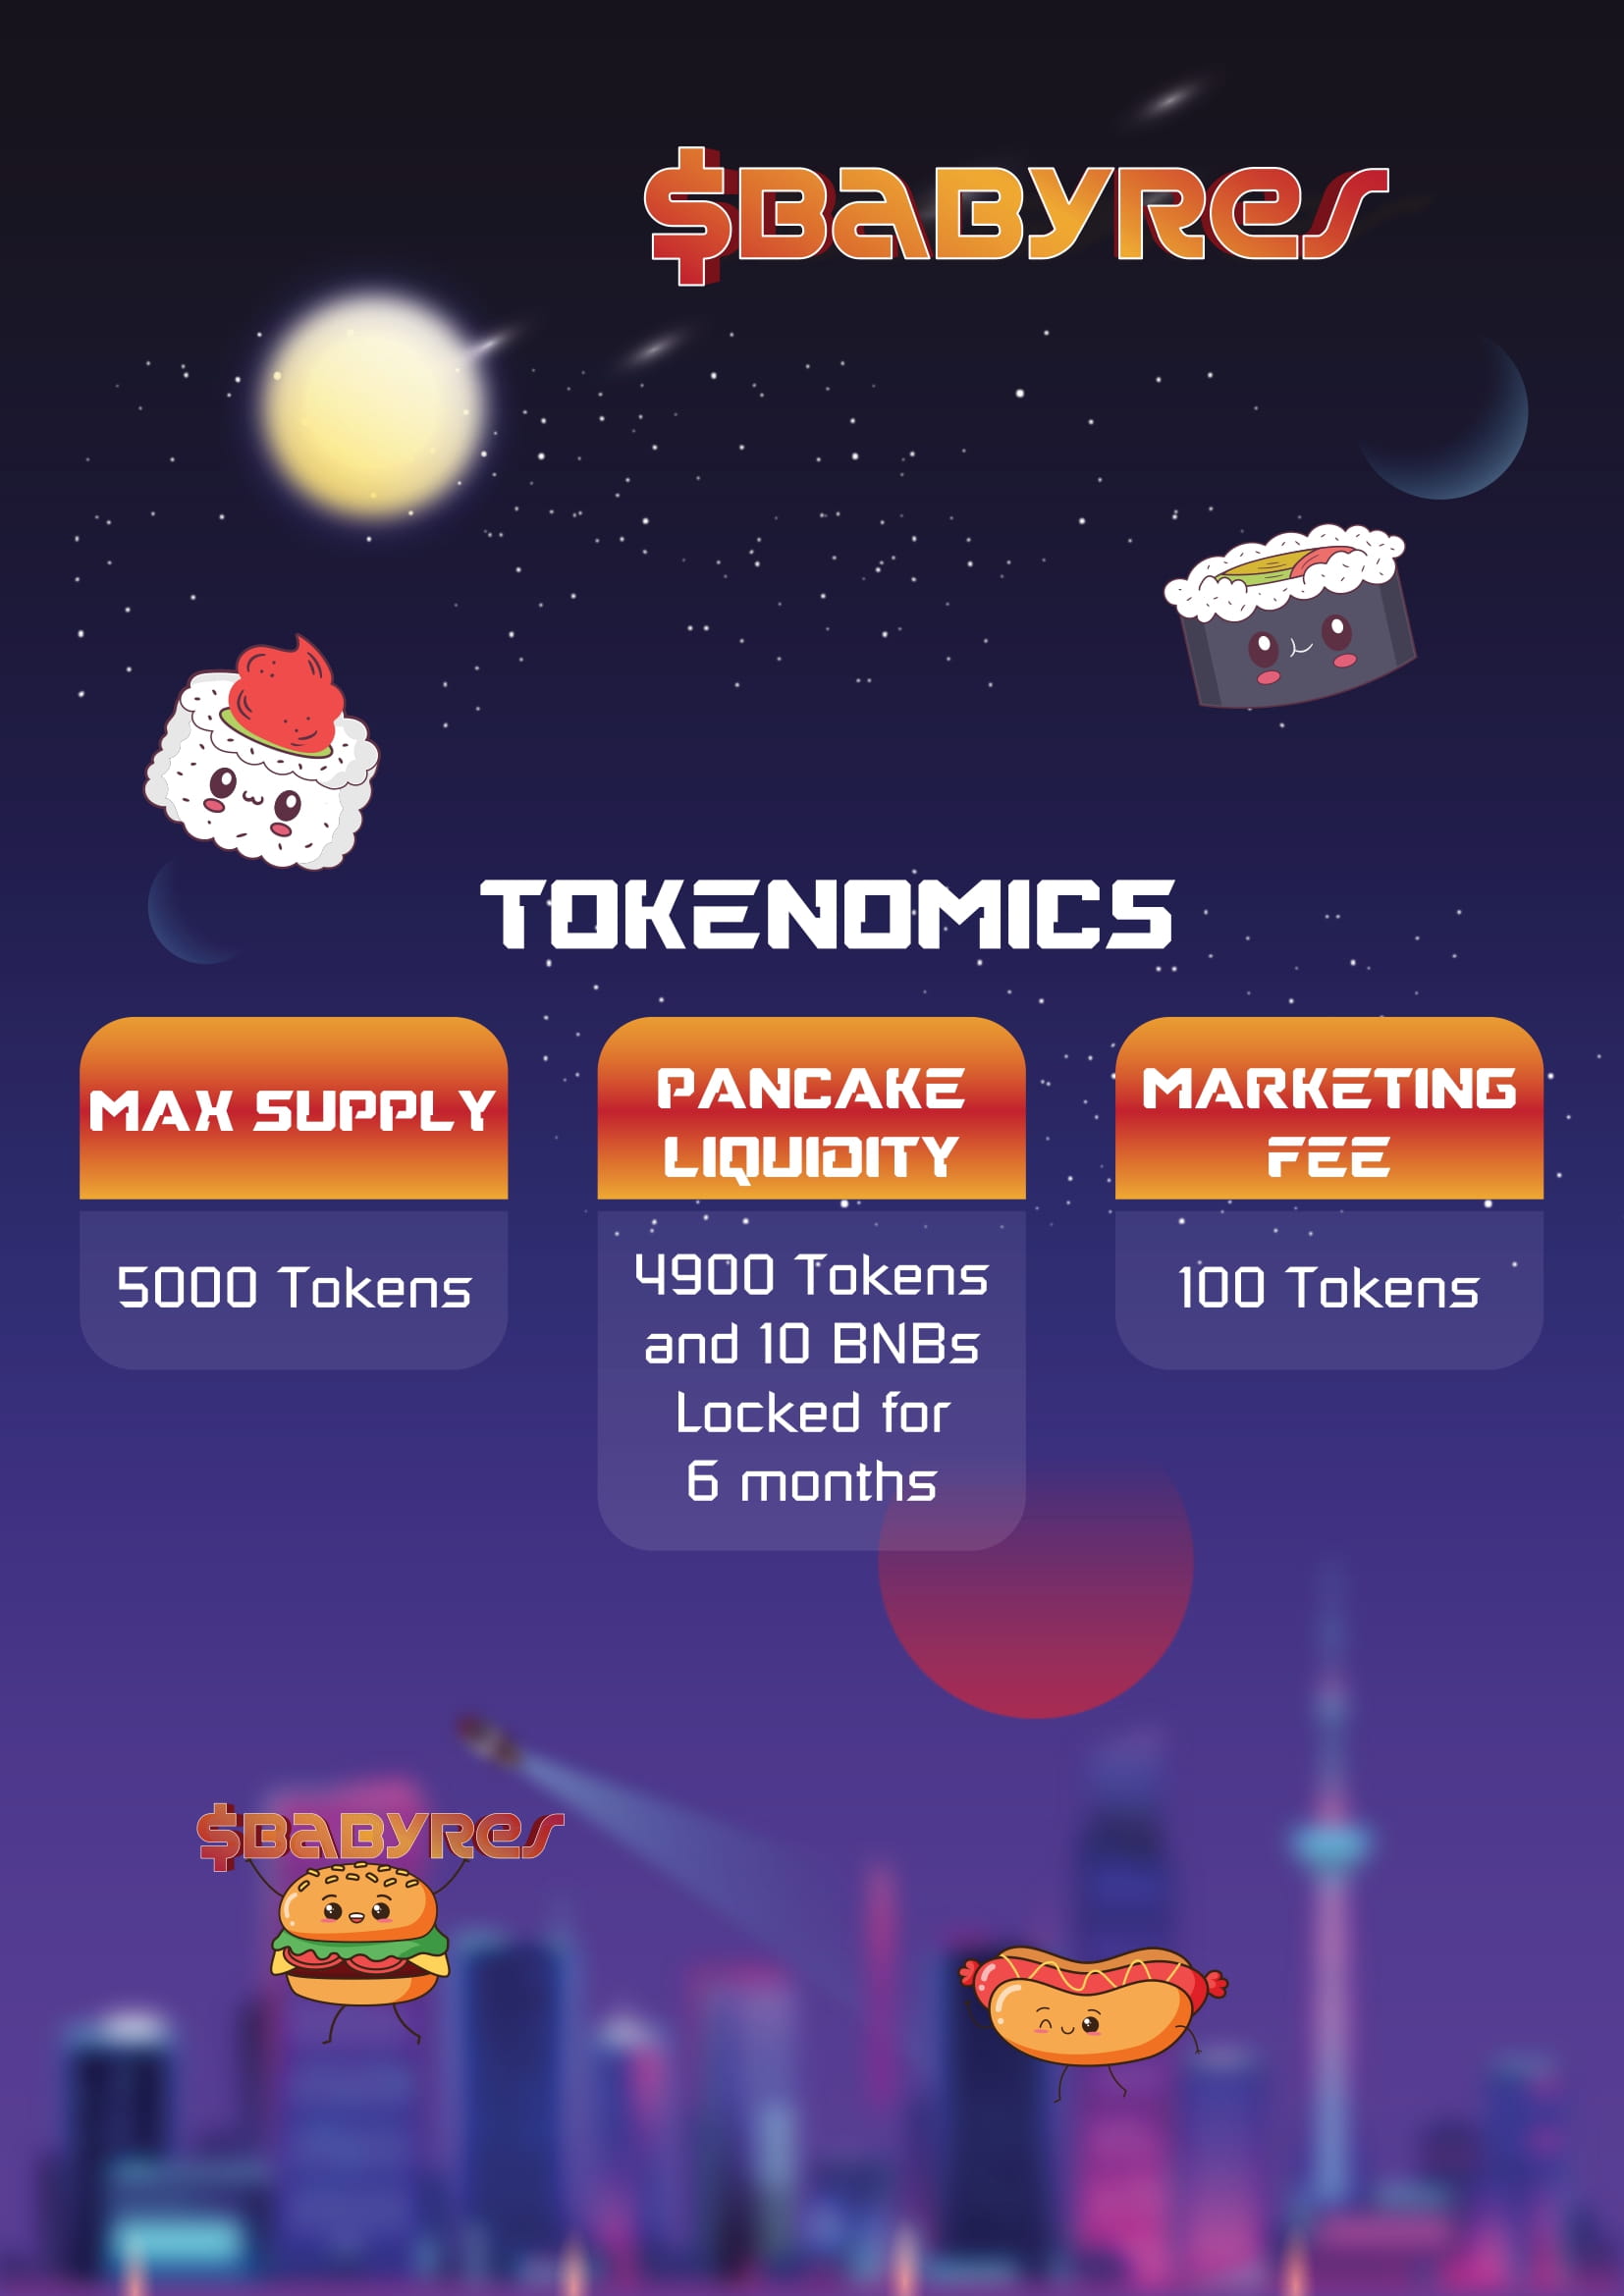 $BABYRES
TOKENOMICS
MAX SUPPLY
5000 Tokens
PANCAKE
LIQUIDITY
4900 Tokens
and 10 BNBs
Locked for
6 months
MARKETING
FEE
100 Tokens
$BABYRES